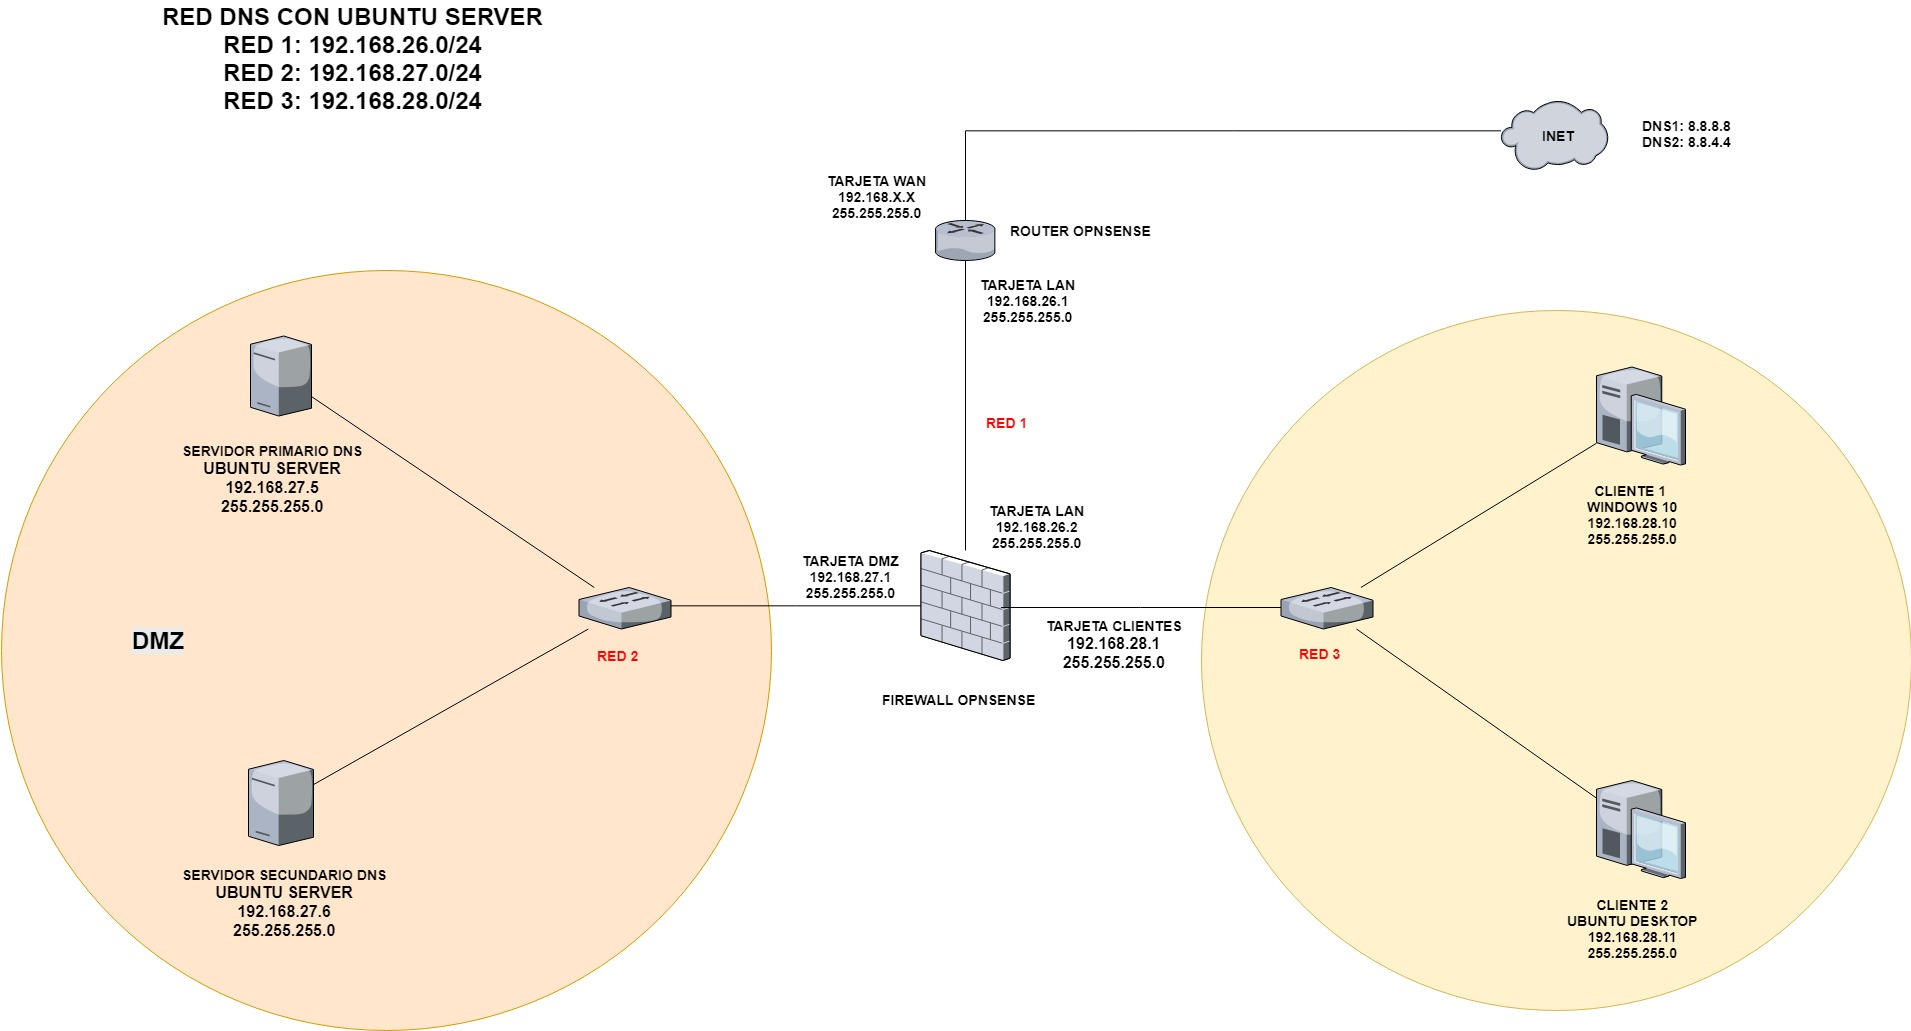 RED DNS CON UBUNTU SERVER
RED 1: 192.168.26.0/24
RED 2: 192.168.27.0/24
RED 3: 192.168.28.0/24
INET
DNS1: 8.8.8.8
DNS2: 8.8.4.4
TARJETA WAN
192.168.X.X
255.255.255.0
ROUTER OPNSENSE
TARJETA LAN
192.168.26.1
255.255.255.0
RED 1
SERVIDOR PRIMARIO DNS
UBUNTU SERVER
192.168.27.5
255.255.255.0
CLIENTE 1
WINDOWS 10
192.168.28.10
255.255.255.0
TARJETA LAN
192.168.26.2
255.255.255.0
TARJETA DMZ
192.168.27.1
255.255.255.0
DMZ
RED 2
TARJETA CLIENTES
192.168.28.1
255.255.255.0
RED 3
FIREWALL OPNSENSE
SERVIDOR SECUNDARIO DNS
UBUNTU SERVER
192.168.27.6
255.255.255.0
CLIENTE 2
UBUNTU DESKTOP
192.168.28.11
255.255.255.0